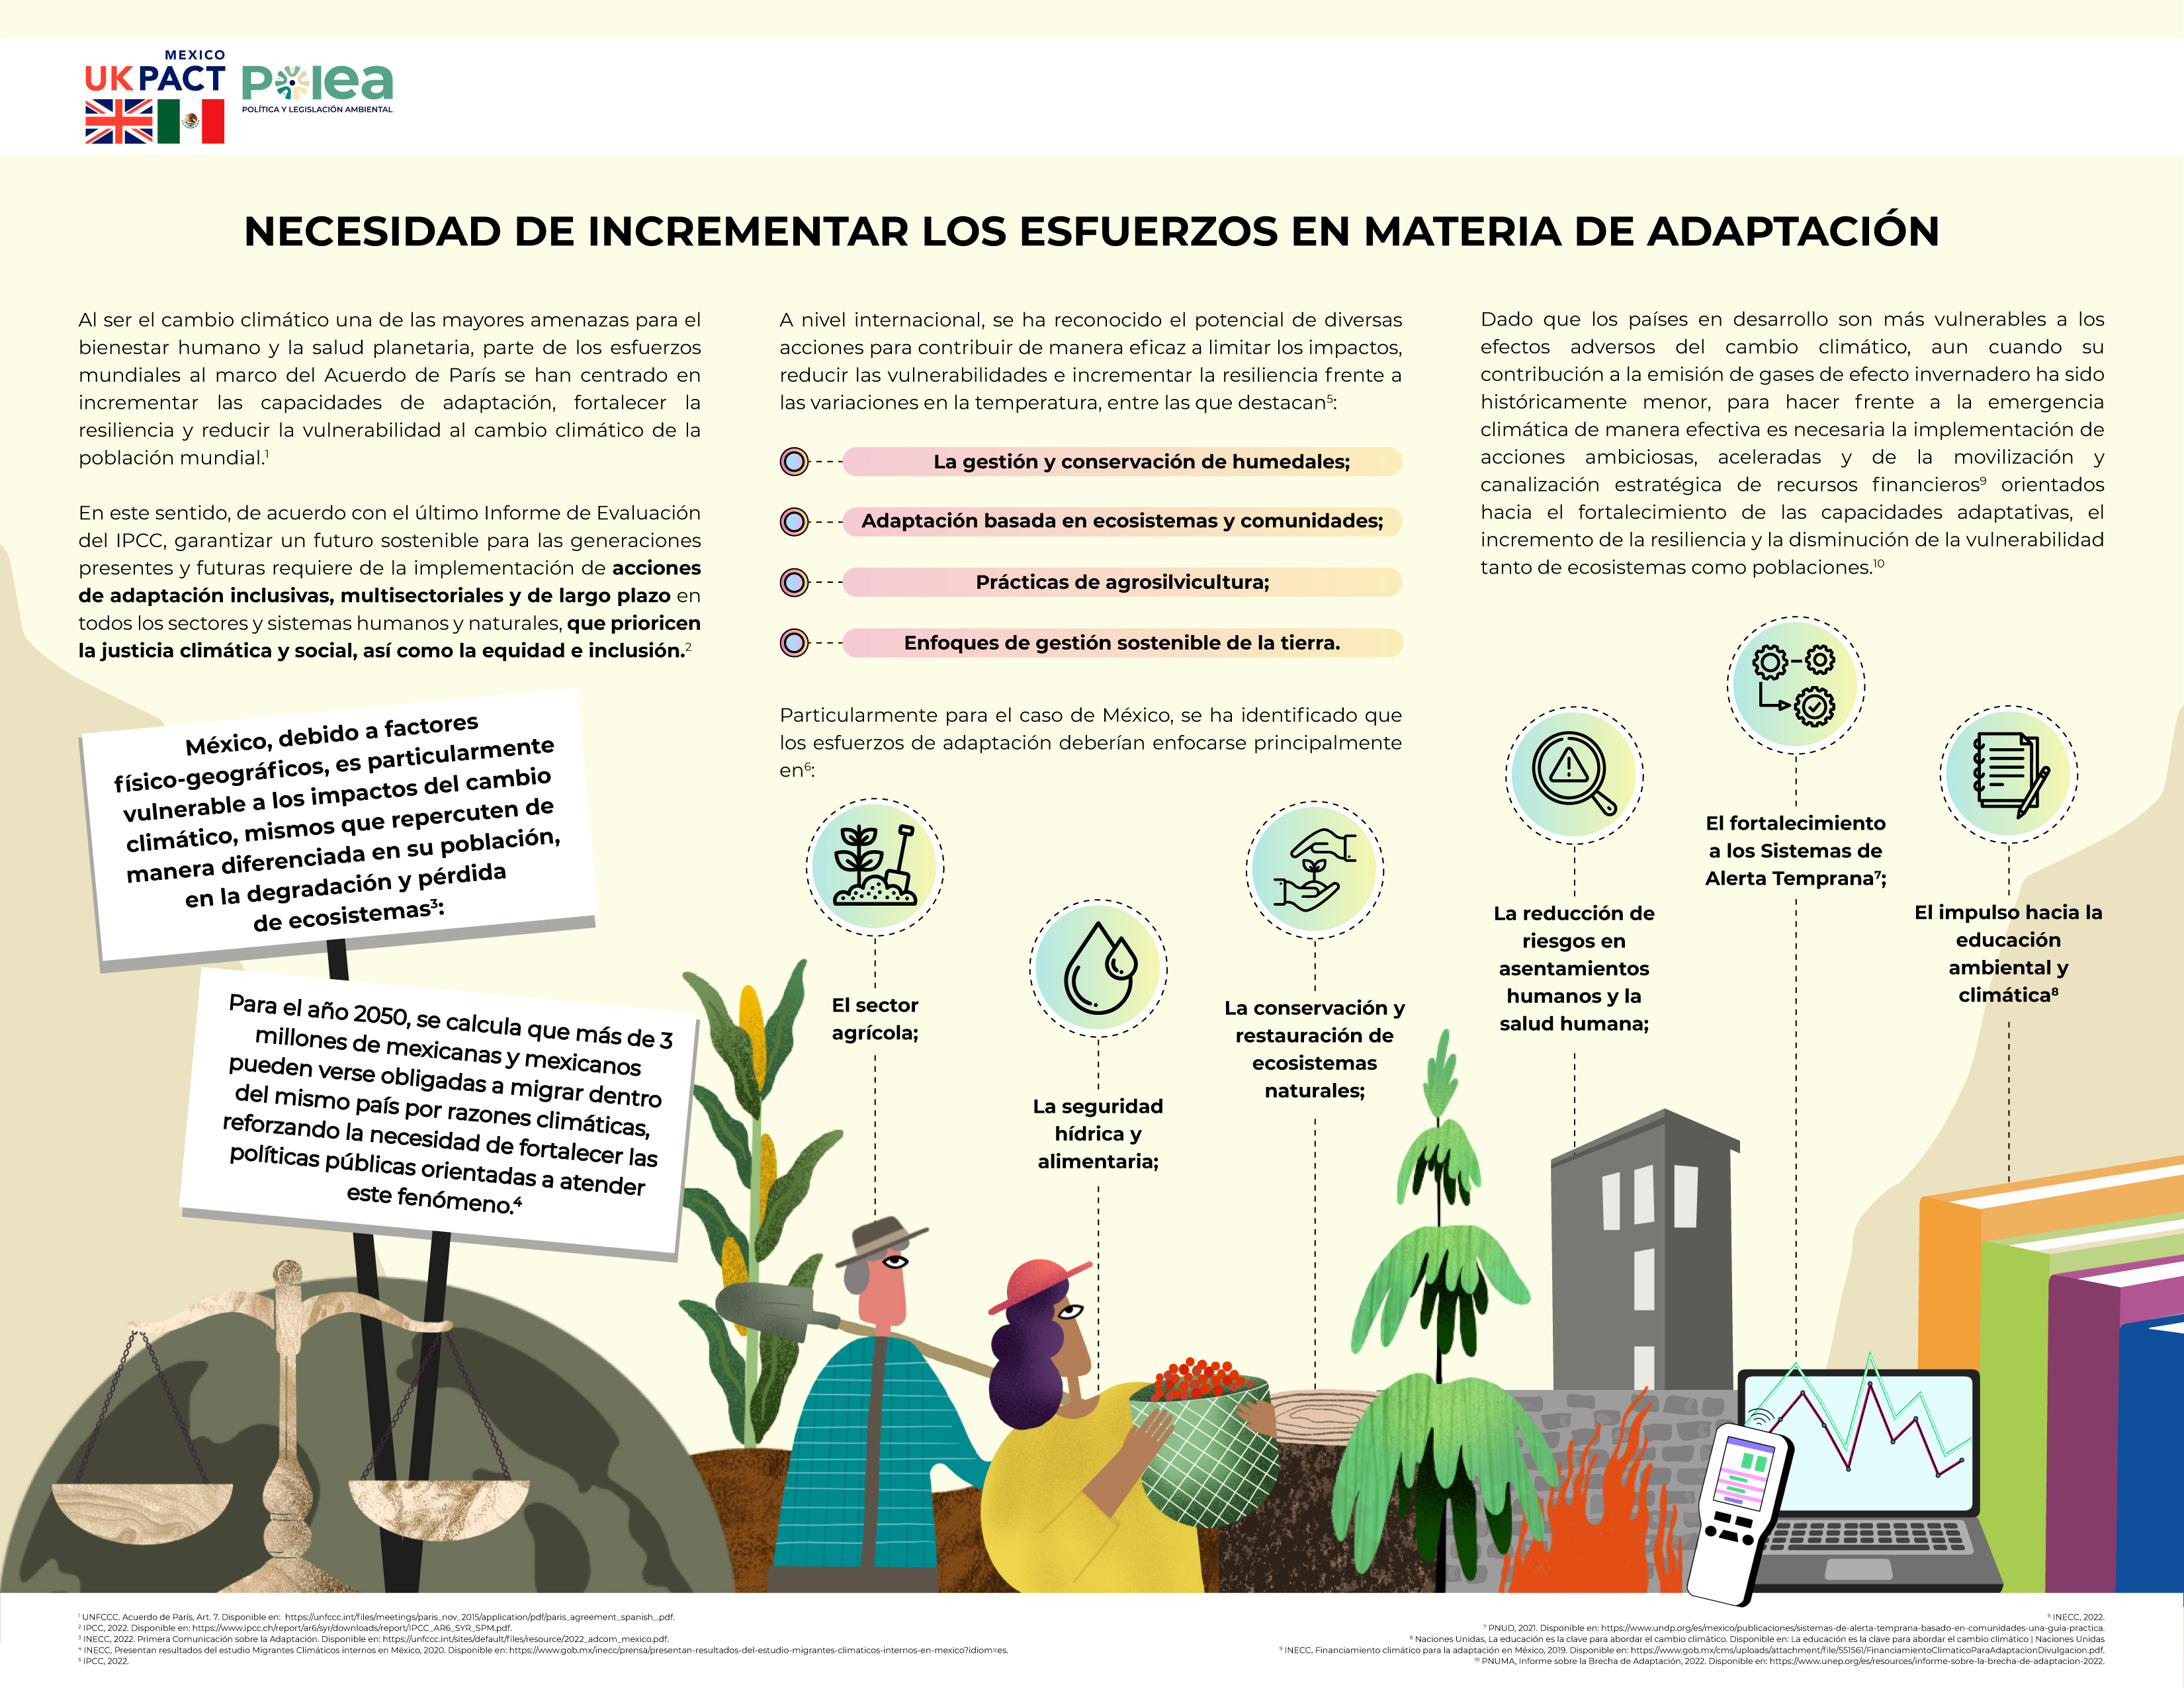 MEXICO
UK PACT
Polea
POLÍTICA Y LEGISLACIÓN AMBIENTAL
NECESIDAD DE INCREMENTAR LOS ESFUERZOS EN MATERIA DE ADAPTACIÓN
Al ser el cambio climático una de las mayores amenazas para el
bienestar humano y la salud planetaria, parte de los esfuerzos
mundiales al marco del Acuerdo de París se han centrado en
incrementar las capacidades de adaptación, fortalecer la
resiliencia y reducir la vulnerabilidad al cambio climático de la
población mundial.¹
En este sentido, de acuerdo con el último Informe de Evaluación
del IPCC, garantizar un futuro sostenible para las generaciones
presentes y futuras requiere de la implementación de acciones
de adaptación inclusivas, multisectoriales y de largo plazo en
todos los sectores y sistemas humanos y naturales, que prioricen
la justicia climática y social, así como la equidad e inclusión.²
México, debido a factores
físico-geográficos, es particularmente
vulnerable a los impactos del cambio
climático, mismos que repercuten de
manera diferenciada en su población,
en la degradación y pérdida
de ecosistemas³:
Para el año 2050, se calcula que más de 3
millones de mexicanas y mexicanos
pueden verse obligadas a migrar dentro
del mismo país por razones climáticas,
reforzando la necesidad de fortalecer las
políticas públicas orientadas a atender
este fenómeno.⁴
A nivel internacional, se ha reconocido el potencial de diversas
acciones para contribuir de manera eficaz a limitar los impactos,
reducir las vulnerabilidades e incrementar la resiliencia frente a
las variaciones en la temperatura, entre las que destacan⁵:
La gestión y conservación de humedales;
Adaptación basada en ecosistemas y comunidades;
Prácticas de agrosilvicultura;
Enfoques de gestión sostenible de la tierra.
Particularmente para el caso de México, se ha identificado que
los esfuerzos de adaptación deberían enfocarse principalmente
en⁶:
El sector
agrícola;
La seguridad
hídrica y
alimentaria;
La conservación y
restauración de
ecosistemas
naturales;
Dado que los países en desarrollo son más vulnerables a los
efectos adversos del cambio climático, aun cuando su
contribución a la emisión de gases de efecto invernadero ha sido
históricamente menor, para hacer frente a la emergencia
climática de manera efectiva es necesaria la implementación de
acciones ambiciosas, aceleradas y de la movilización y
canalización estratégica de recursos financieros⁹ orientados
hacia el fortalecimiento de las capacidades adaptativas, el
incremento de la resiliencia y la disminución de la vulnerabilidad
tanto de ecosistemas como poblaciones.¹⁰
La reducción de
riesgos en
asentamientos
humanos y la
salud humana;
El fortalecimiento
a los Sistemas de
Alerta Temprana⁷;
El impulso hacia la
educación
ambiental y
climática⁸
¹ UNFCCC. Acuerdo de París, Art. 7. Disponible en: https://unfccc.int/files/meetings/paris_nov_2015/application/pdf/paris_agreement_spanish_.pdf.
² IPCC, 2022. Disponible en: https://www.ipcc.ch/report/ar6/syr/downloads/report/IPCC_AR6_SYR_SPM.pdf.
³ INECC, 2022. Primera Comunicación sobre la Adaptación. Disponible en: https://unfccc.int/sites/default/files/resource/2022_adcom_mexico.pdf.
⁴ INECC, Presentan resultados del estudio Migrantes Climáticos internos en México, 2020. Disponible en: https://www.gob.mx/inecc/prensa/presentan-resultados-del-estudio-migrantes-climaticos-internos-en-mexico?idiom=es.
⁵ IPCC, 2022.
⁶ INECC, 2022.
⁷ PNUD, 2021. Disponible en: https://www.undp.org/es/mexico/publicaciones/sistemas-de-alerta-temprana-basado-en-comunidades-una-guia-practica.
⁸ Naciones Unidas, La educación es la clave para abordar el cambio climático. Disponible en: La educación es la clave para abordar el cambio climático | Naciones Unidas
⁹ INECC, Financiamiento climático para la adaptación en México, 2019. Disponible en: https://www.gob.mx/cms/uploads/attachment/file/551561/FinanciamientoClimaticoParaAdaptacionDivulgacion.pdf.
¹⁰ PNUMA, Informe sobre la Brecha de Adaptación, 2022. Disponible en: https://www.unep.org/es/resources/informe-sobre-la-brecha-de-adaptacion-2022.